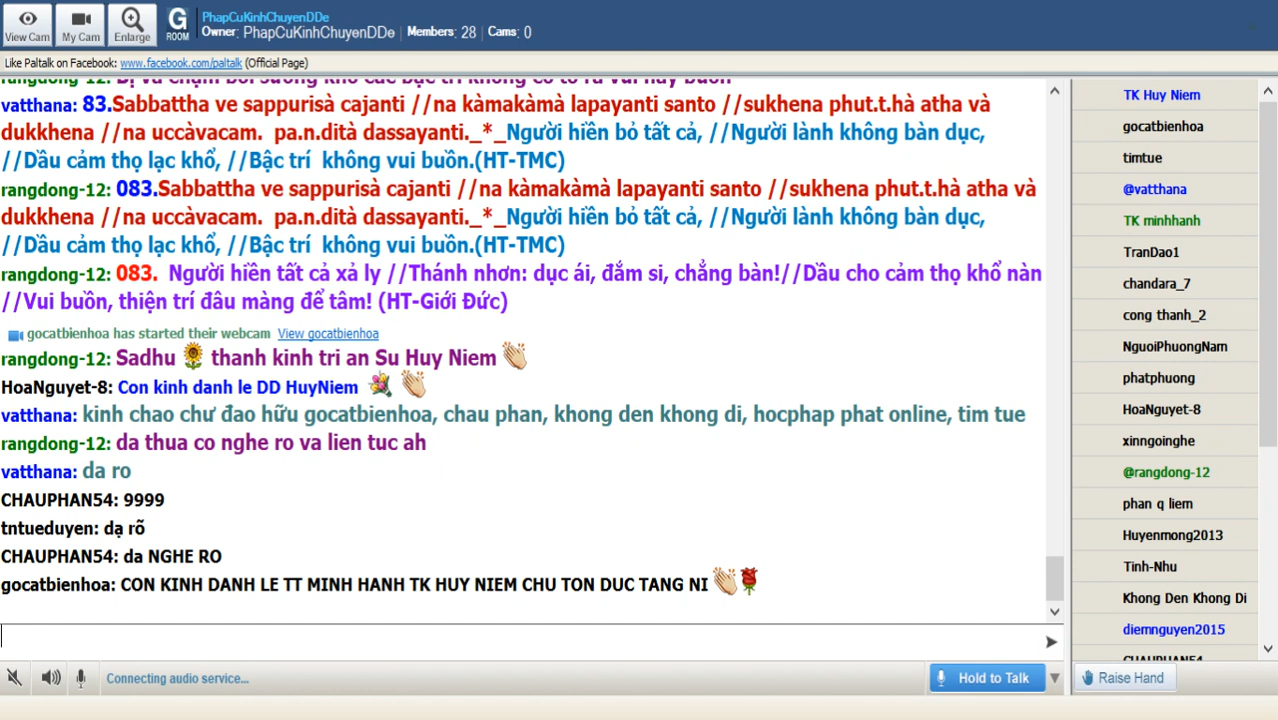 PhapCuKinhChuyenDDe
Owner: PhapCuKinhChuyenDDe Members: 28 Cams: 0
View Cam My Cam Enlarge G ROOM
Like Paltalk on Facebook: www.facebook.com/paltalk (Official Page)
vatthana: 83.Sabbattha ve sappurisà cajanti //na kàmakàmà lapayanti santo //sukhena phut.t.hà atha và
dukkhena //na uccàvacam. pa.n.dità dassayanti._*_Người hiền bỏ tất cả, //Người lành không bàn dục,
//Dầu cảm thọ lạc khổ, //Bậc trí không vui buồn.(HT-TMC)
rangdong-12: 083.Sabbattha ve sappurisà cajanti //na kàmakàmà lapayanti santo //sukhena phut.t.hà atha và
dukkhena //na uccàvacam. pa.n.dità dassayanti._*_Người hiền bỏ tất cả, //Người lành không bàn dục,
//Dầu cảm thọ lạc khổ, //Bậc trí không vui buồn.(HT-TMC)
rangdong-12: 083. Người hiền tất cả xả ly //Thánh nhơn: dục ái, đắm si, chẳng bàn!//Dầu cho cảm thọ khổ nàn
//Vui buồn, thiện trí đâu màng để tâm! (HT-Giới Đức)
gocatbienhoa has started their webcam View gocatbienhoa
rangdong-12: Sadhu thanh kinh tri an Su Huy Niem
HoaNguyet-8: Con kinh danh le DD HuyNiem
vatthana: kinh chao chư đao hữu gocatbienhoa, chau phan, khong den khong di, hocphap phat online, tim tue
rangdong-12: da thua co nghe ro va lien tuc ah
vatthana: da ro
CHAUPHAN54: 9999
tntueduyen: dạ rõ
CHAUPHAN54: da NGHE RO
gocatbienhoa: CON KINH DANH LE TT MINH HANH TK HUY NIEM CHU TON DUC TANG NI
Connecting audio service...
Hold to Talk
TK Huy Niem
gocatbienhoa
timtue
@vatthana
TK minhhanh
TranDao1
chandara_7
cong thanh_2
NguoiPhuongNam
phatphuong
HoaNguyet-8
xinngoinghe
@rangdong-12
phan q liem
Huyenmong2013
Tinh-Nhu
Khong Den Khong Di
diemnguyen2015
CHAUPHAN54
Raise Hand